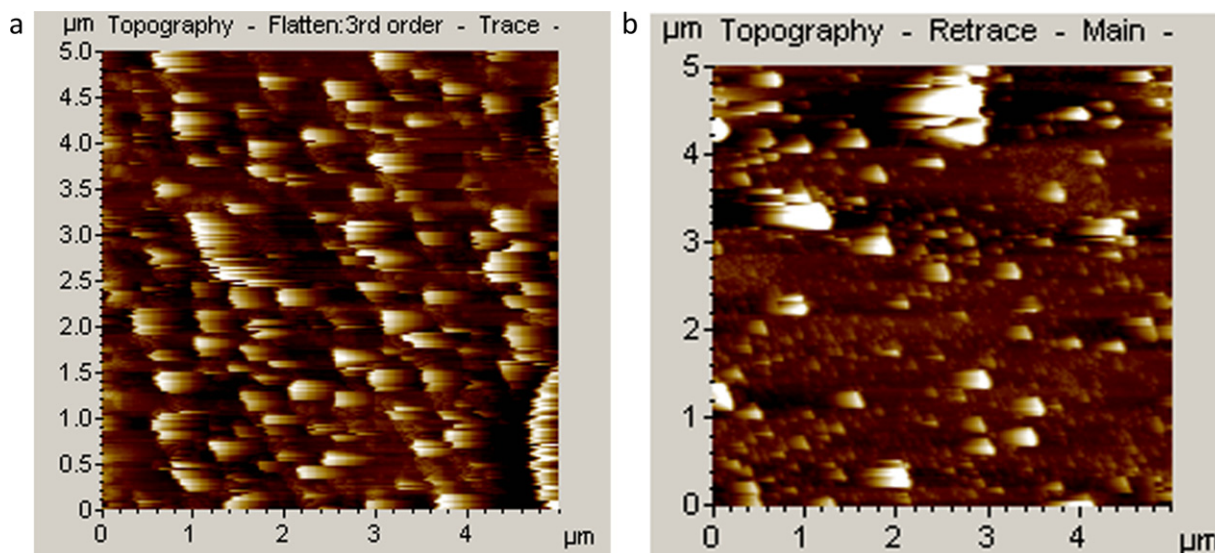 a
µm Topography - Flatten:3rd order - Trace -
5.0
4.5
4.0
3.5
3.0
2.5
2.0
1.5
1.0
0.5
0
0 1 2 3 4 µm
b
µm Topography - Retrace - Main -
5
4
3
2
1
0
0 1 2 3 4 µm